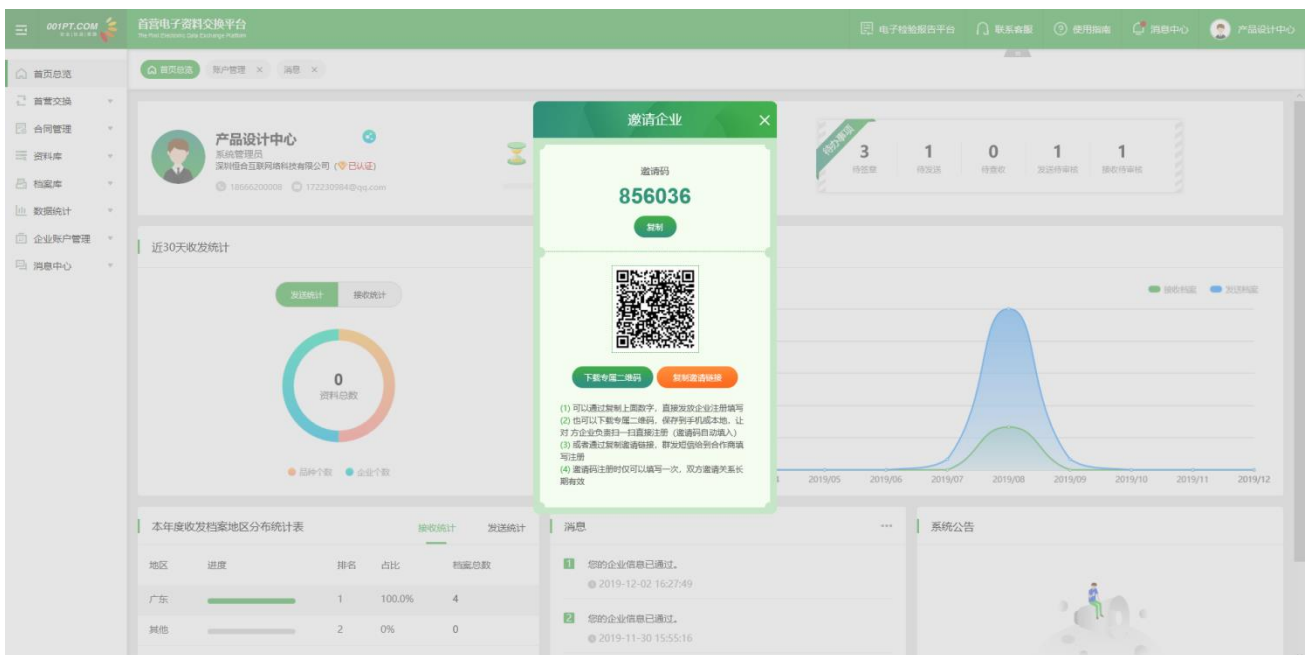 001PT.COM
首营电子资料交换平台
电子检验报告平台
联系客服
使用指南
消息中心
产品设计中心
首页总览
首营交换
合同管理
资料库
档案库
数据统计
企业账户管理
消息中心
首页总览
账户管理 ×
消息 ×
产品设计中心
系统管理员
深圳恒合互联网络科技有限公司 (已认证)
18666200008
172230984@qq.com
待办事项
3
1
0
1
1
待签章
待发送
待查收
发送待审核
接收待审核
邀请企业
邀请码
856036
复制
下载专属二维码
复制邀请链接
(1) 可以通过复制上面数字，直接发放企业注册填写
(2) 也可以下载专属二维码，保存到手机或本地，让
对方企业负责扫一扫直接注册（邀请码自动填入）
(3) 或者通过复制邀请链接，群发短信给到合作商填
写注册
(4) 邀请码注册时仅可以填写一次，双方邀请关系长
期有效
近30天收发统计
发送统计
接收统计
0
资料总数
品种个数
企业个数
接收档案
发送档案
2019/05
2019/06
2019/07
2019/08
2019/09
2019/10
2019/11
2019/12
本年度收发档案地区分布统计表
接收统计
发送统计
地区 进度 排名 占比 档案总数
广东 1 100.0% 4
其他 2 0% 0
消息
1 您的企业信息已通过。
2019-12-02 16:27:49
2 您的企业信息已通过。
2019-11-30 15:55:16
系统公告